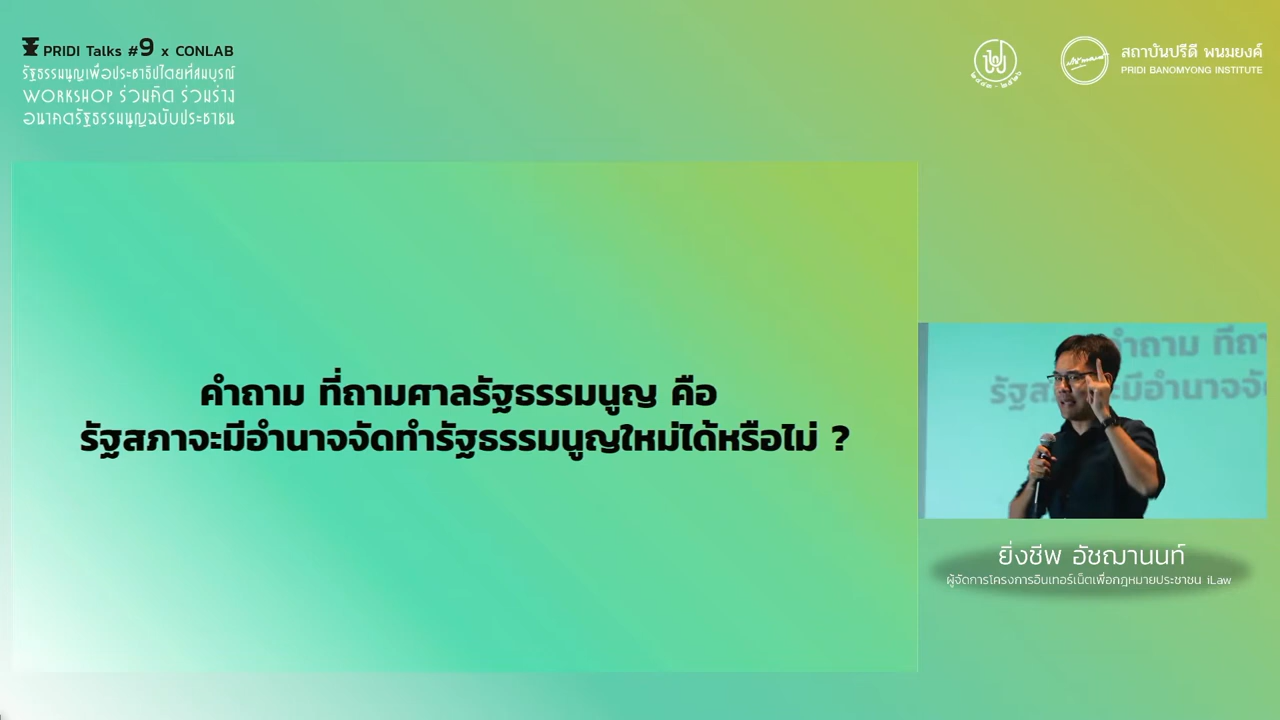 PRIDI Talks #9 x CONLAB
รัฐธรรมนูญเพื่อประชาธิปไตยที่สมบูรณ์
WORKSHOP ร่วมคิด ร่วมร่าง
อนาคตรัฐธรรมนูญฉบับประชาชน
สถาบันปรีดี พนมยงค์
PRIDI BANOMYONG INSTITUTE
คำถาม ที่ถามศาลรัฐธรรมนูญ คือ
รัฐสภาจะมีอำนาจจัดทำรัฐธรรมนูญใหม่ได้หรือไม่ ?
ยิ่งชีพ อัชฌานนท์
ผู้จัดการโครงการอินเทอร์เน็ตเพื่อกฎหมายประชาชน iLaw